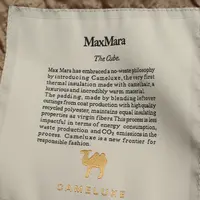 MaxMara
The Cube.
Max Mara has embraced a no-waste philosophy
by introducing Cameluxe, the very first
thermal insulation made with camelhair, a
luxurious and incredibly warm material.
The padding, made by blending leftover
cuttings from coat production with high quality
recycled polyester, maintains equal insulating
properties as virgin fibers. This process is less
impactful in terms of energy consumption,
waste production and CO2 emissions in the
process. Cameluxe is a new frontier for
responsible fashion.
CAMELUXE